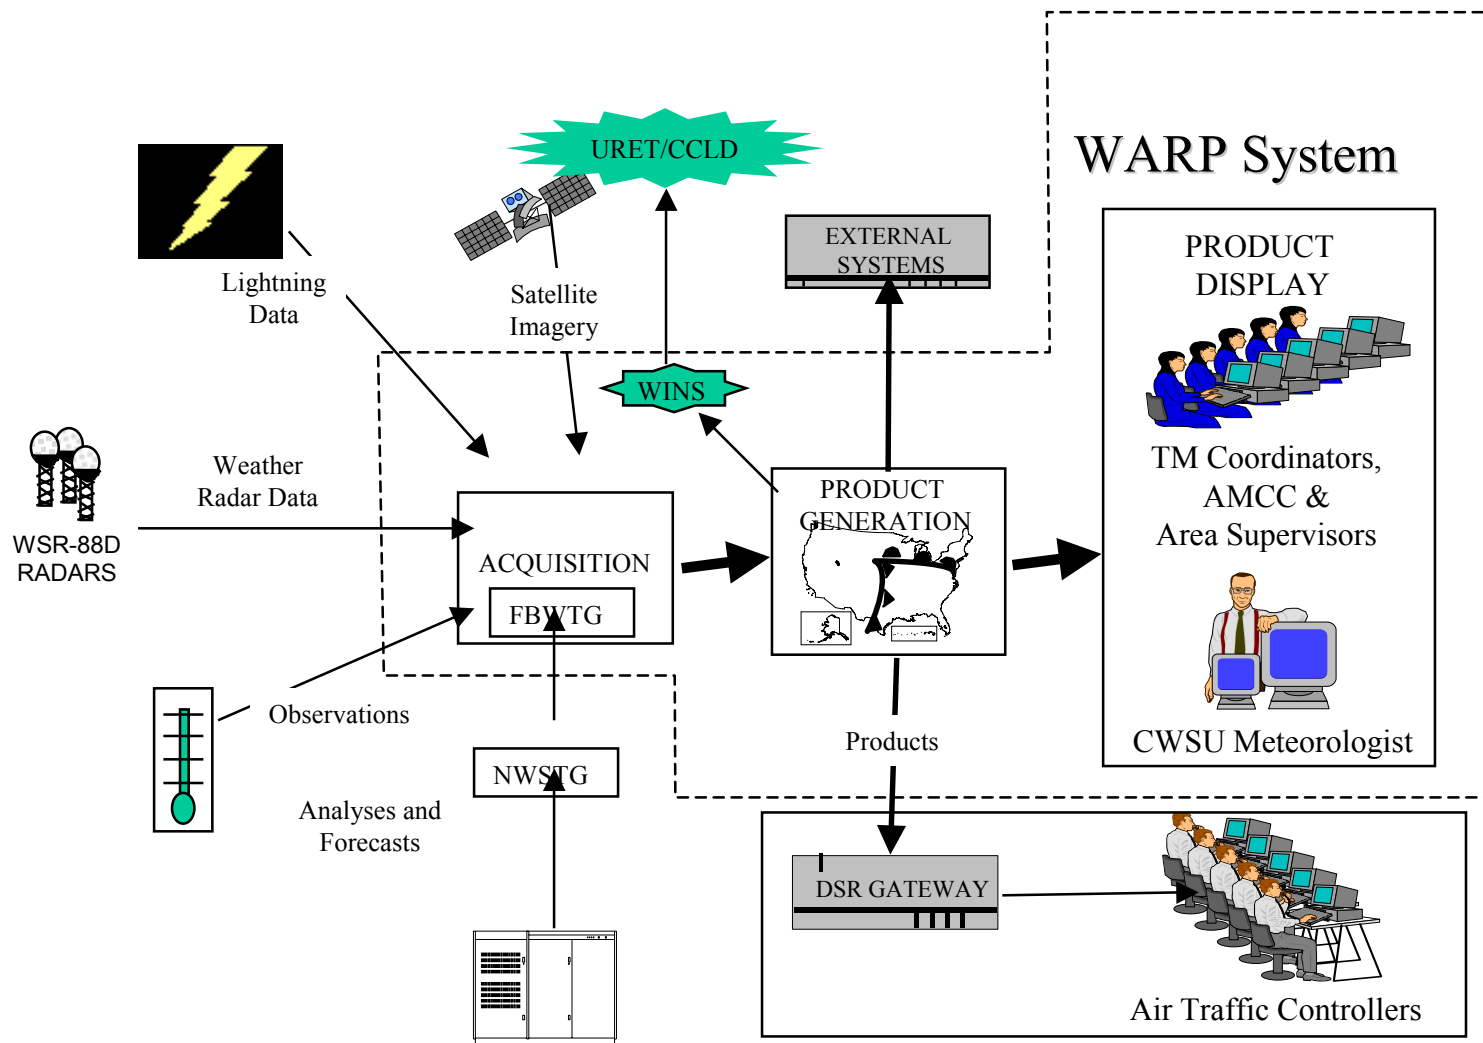 URET/CCLD
WARP System
Lightning
Data
Satellite
Imagery
EXTERNAL
SYSTEMS
PRODUCT
DISPLAY
WINS
TM Coordinators,
AMCC &
Area Supervisors
Weather
Radar Data
WSR-88D
RADARS
ACQUISITION
FBWTG
PRODUCT
GENERATION
CWSU Meteorologist
Observations
Products
NWSTG
Analyses and
Forecasts
DSR GATEWAY
Air Traffic Controllers